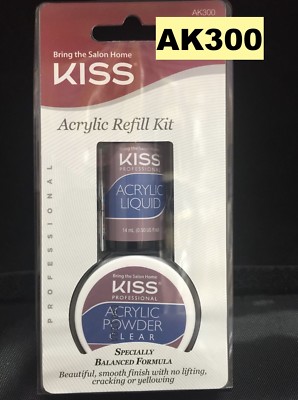 AK300
AK300
Bring the Salon Home
KISS
Acrylic Refill Kit
PROFESSIONAL
KISS
PROFESSIONAL
ACRYLIC
LIQUID
Bring the Salon Home
KISS
PROFESSIONAL
ACRYLIC
POWDER
CLEAR
SPECIALLY
BALANCED FORMULA
Beautiful, smooth finish with no lifting,
cracking or yellowing